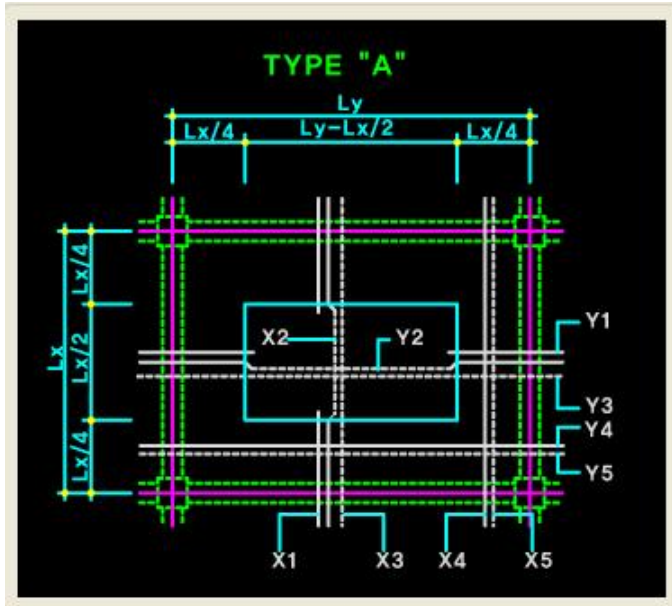 TYPE "A"
Ly
Lx/4
Ly-Lx/2
Lx/4
Lx/4
Lx
Lx/2
Lx/4
X2
Y2
Y1
Y3
Y4
Y5
X1
X3
X4
X5